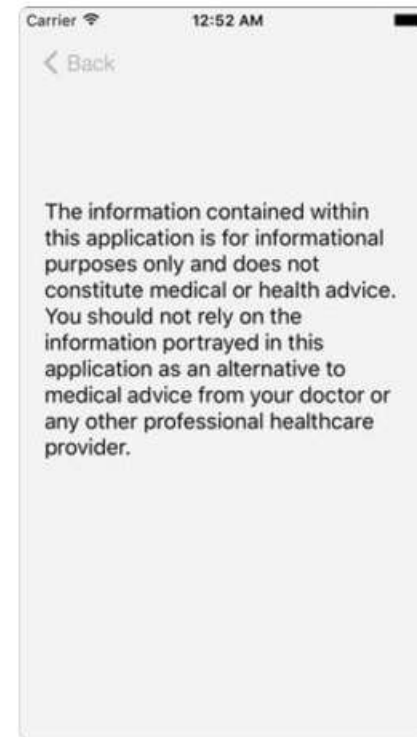 Carrier 12:52 AM
Back
The information contained within
this application is for informational
purposes only and does not
constitute medical or health advice.
You should not rely on the
information portrayed in this
application as an alternative to
medical advice from your doctor or
any other professional healthcare
provider.